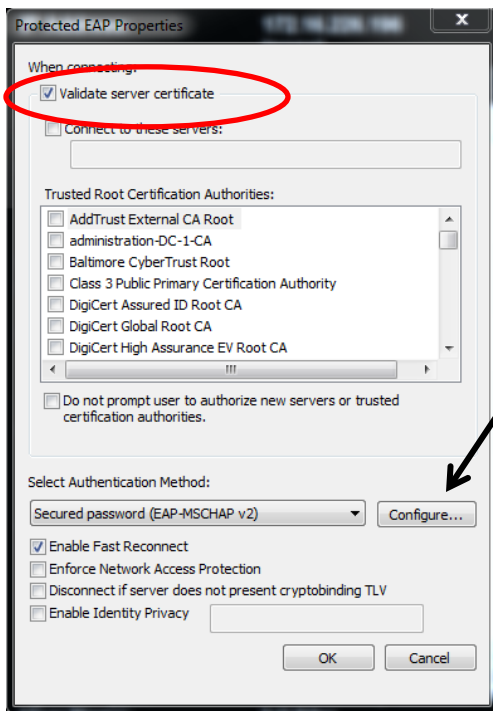 Protected EAP Properties
When connecting:
Validate server certificate
Connect to these servers:
Trusted Root Certification Authorities:
AddTrust External CA Root
administration-DC-1-CA
Baltimore CyberTrust Root
Class 3 Public Primary Certification Authority
DigiCert Assured ID Root CA
DigiCert Global Root CA
DigiCert High Assurance EV Root CA
Do not prompt user to authorize new servers or trusted
certification authorities.
Select Authentication Method:
Secured password (EAP-MSCHAP v2) Configure...
Enable Fast Reconnect
Enforce Network Access Protection
Disconnect if server does not present cryptobinding TLV
Enable Identity Privacy
OK Cancel